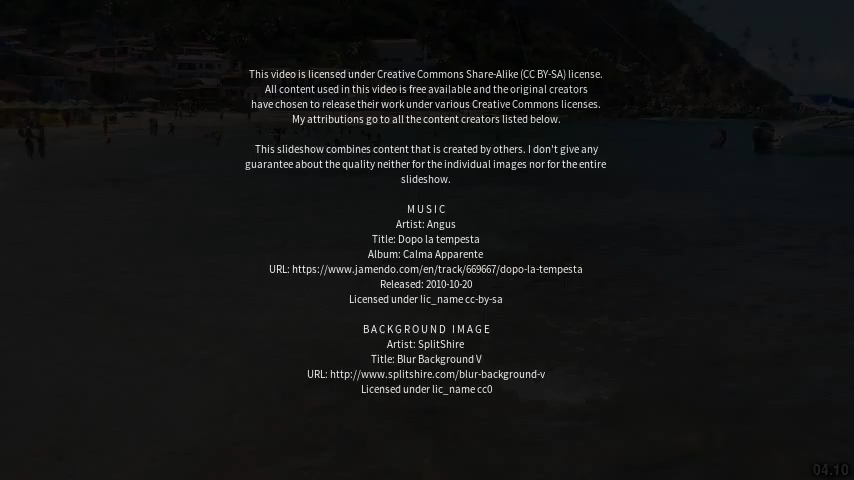 This video is licensed under Creative Commons Share-Alike (CC BY-SA) license.
All content used in this video is free available and the original creators
have chosen to release their work under various Creative Commons licenses.
My attributions go to all the content creators listed below.
This slideshow combines content that is created by others. I don't give any
guarantee about the quality neither for the individual images nor for the entire
slideshow.
MUSIC
Artist: Angus
Title: Dopo la tempesta
Album: Calma Apparente
URL: https://www.jamendo.com/en/track/669667/dopo-la-tempesta
Released: 2010-10-20
Licensed under lic_name cc-by-sa
BACKGROUND IMAGE
Artist: SplitShire
Title: Blur Background V
URL: http://www.splitshire.com/blur-background-v
Licensed under lic_name cc0
04.10